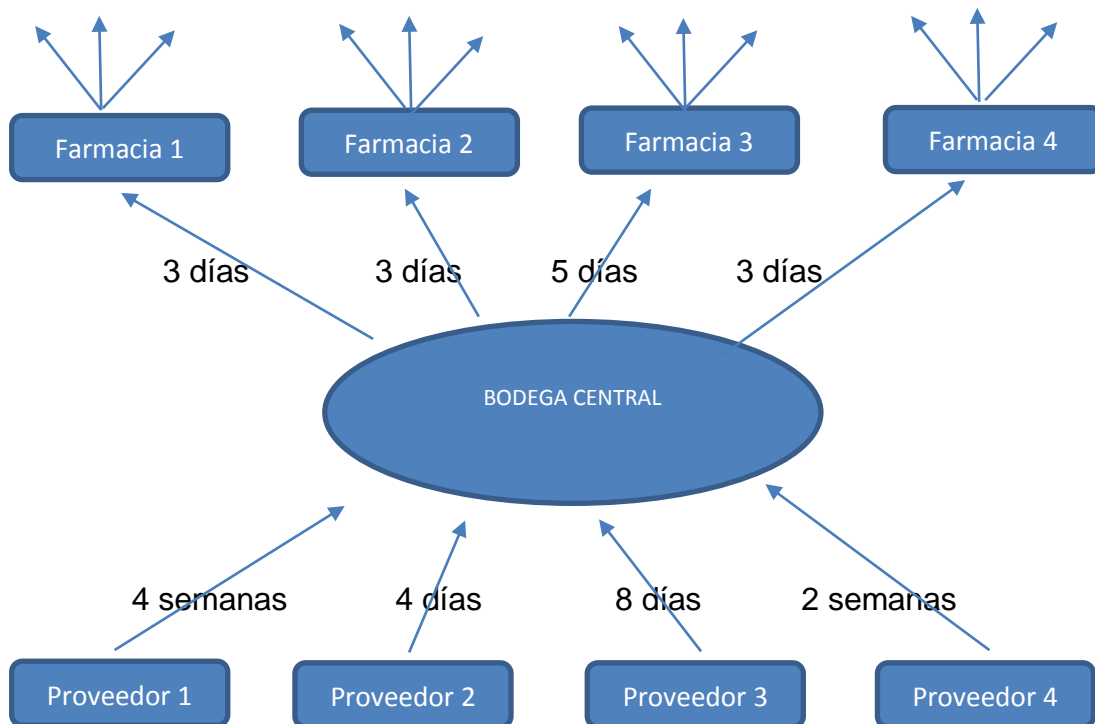 Farmacia 1
Farmacia 2
Farmacia 3
Farmacia 4
3 días
3 días
5 días
3 días
BODEGA CENTRAL
4 semanas
4 días
8 días
2 semanas
Proveedor 1
Proveedor 2
Proveedor 3
Proveedor 4